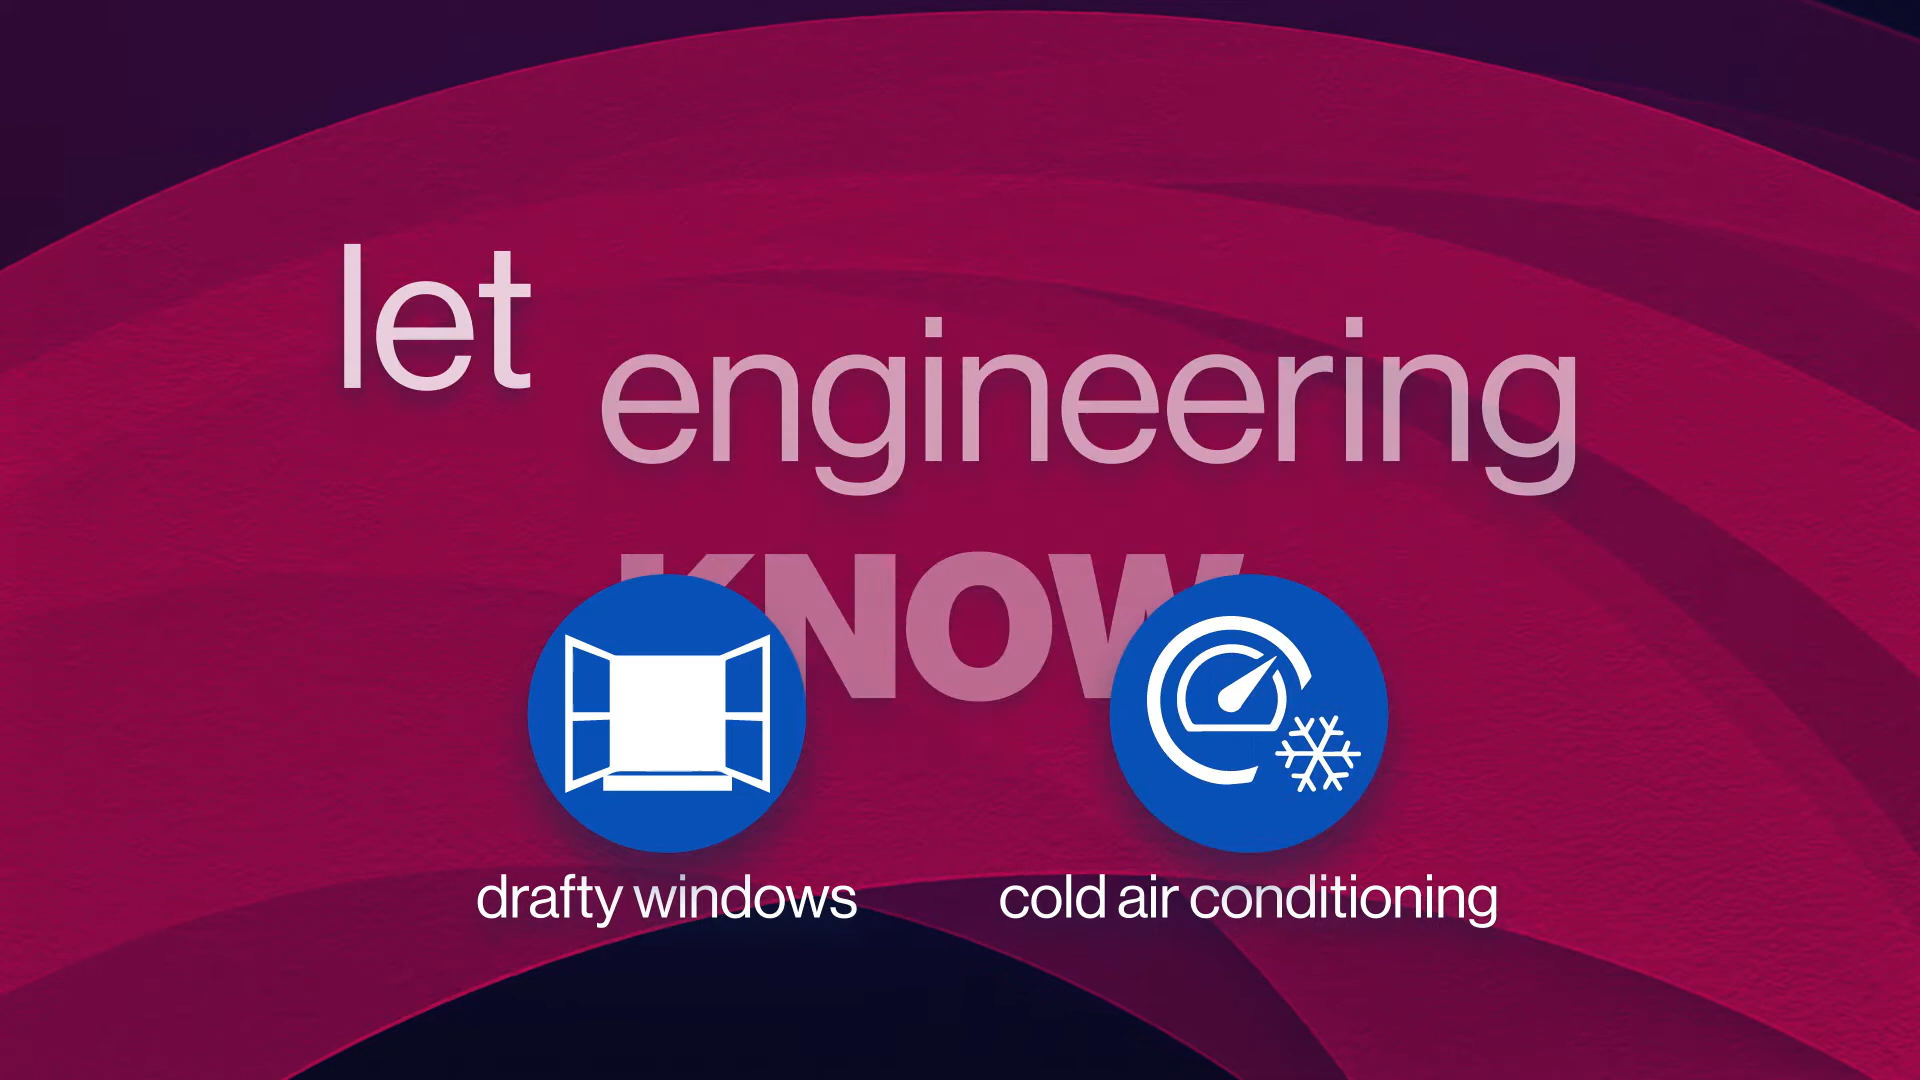 let
engineering
KNOW
drafty windows
cold air conditioning